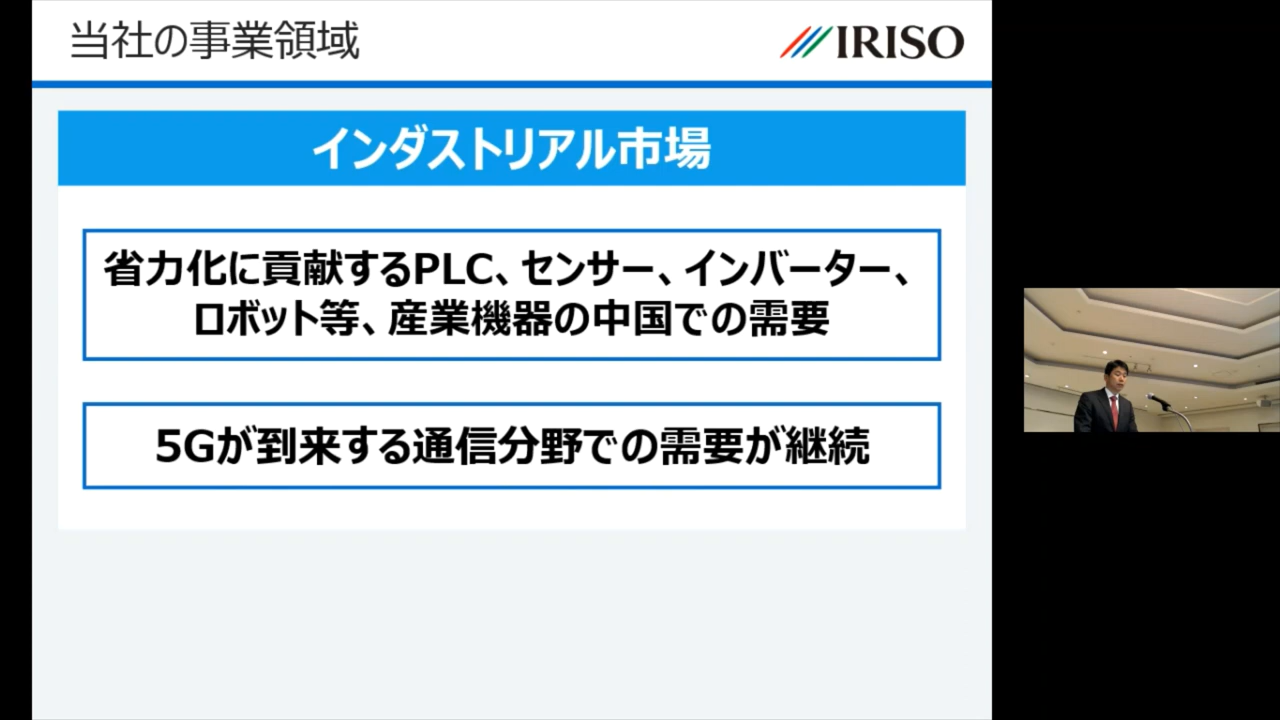 当社の事業領域
IRISO
インダストリアル市場
省力化に貢献するPLC、センサー、インバーター、
ロボット等、産業機器の中国での需要
5Gが到来する通信分野での需要が継続